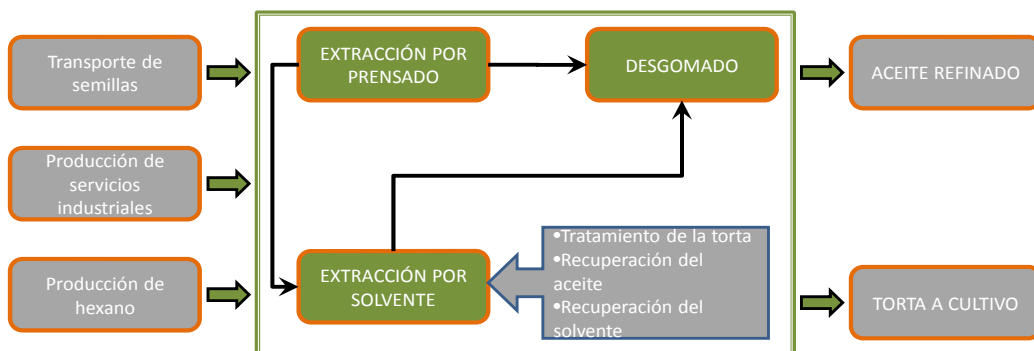 Transporte de
semillas
Producción de
servicios
industriales
Producción de
hexano
EXTRACCIÓN POR
PRENSADO
DESGOMADO
EXTRACCIÓN POR
SOLVENTE
•Tratamiento de la torta
•Recuperación del
aceite
•Recuperación del
solvente
ACEITE REFINADO
TORTA A CULTIVO